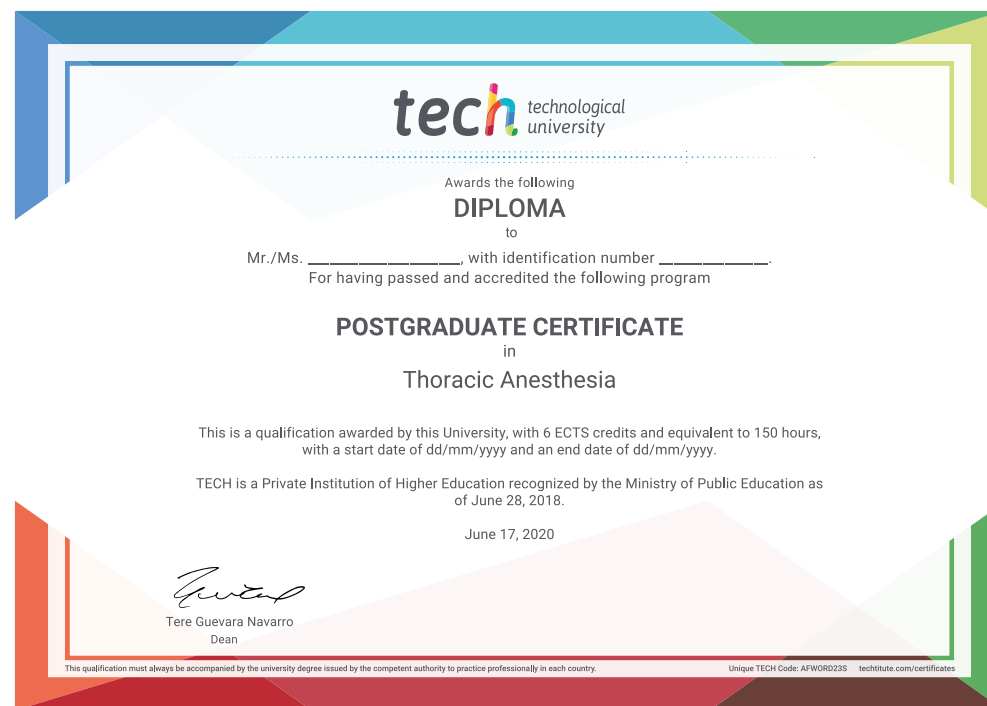 tech technological
university
Awards the following
DIPLOMA
to
Mr./Ms. ____________________, with identification number ______________.
For having passed and accredited the following program
POSTGRADUATE CERTIFICATE
in
Thoracic Anesthesia
This is a qualification awarded by this University, with 6 ECTS credits and equivalent to 150 hours,
with a start date of dd/mm/yyyy and an end date of dd/mm/yyyy.
TECH is a Private Institution of Higher Education recognized by the Ministry of Public Education as
of June 28, 2018.
June 17, 2020
Tere Guevara Navarro
Dean
This qualification must always be accompanied by the university degree issued by the competent authority to practice professionally in each country.
Unique TECH Code: AFWORD23S techtitute.com/certificates